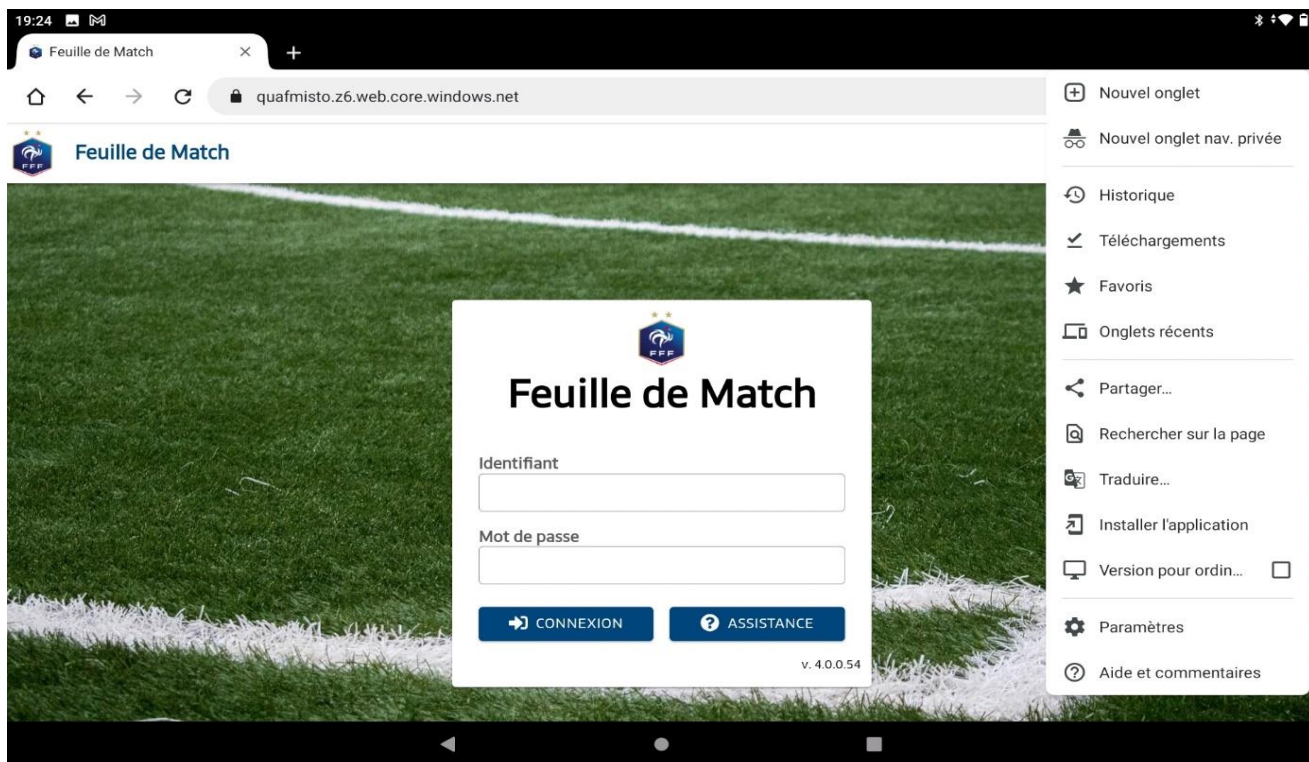 19:24
Feuille de Match
quafmisto.z6.web.core.windows.net
FFF
Feuille de Match
FFF
Feuille de Match
Identifiant
Mot de passe
CONNEXION
ASSISTANCE
v. 4.0.0.54
Nouvel onglet
Nouvel onglet nav. privée
Historique
Téléchargements
Favoris
Onglets récents
Partager...
Rechercher sur la page
Traduire...
Installer l'application
Version pour ordin...
Paramètres
Aide et commentaires